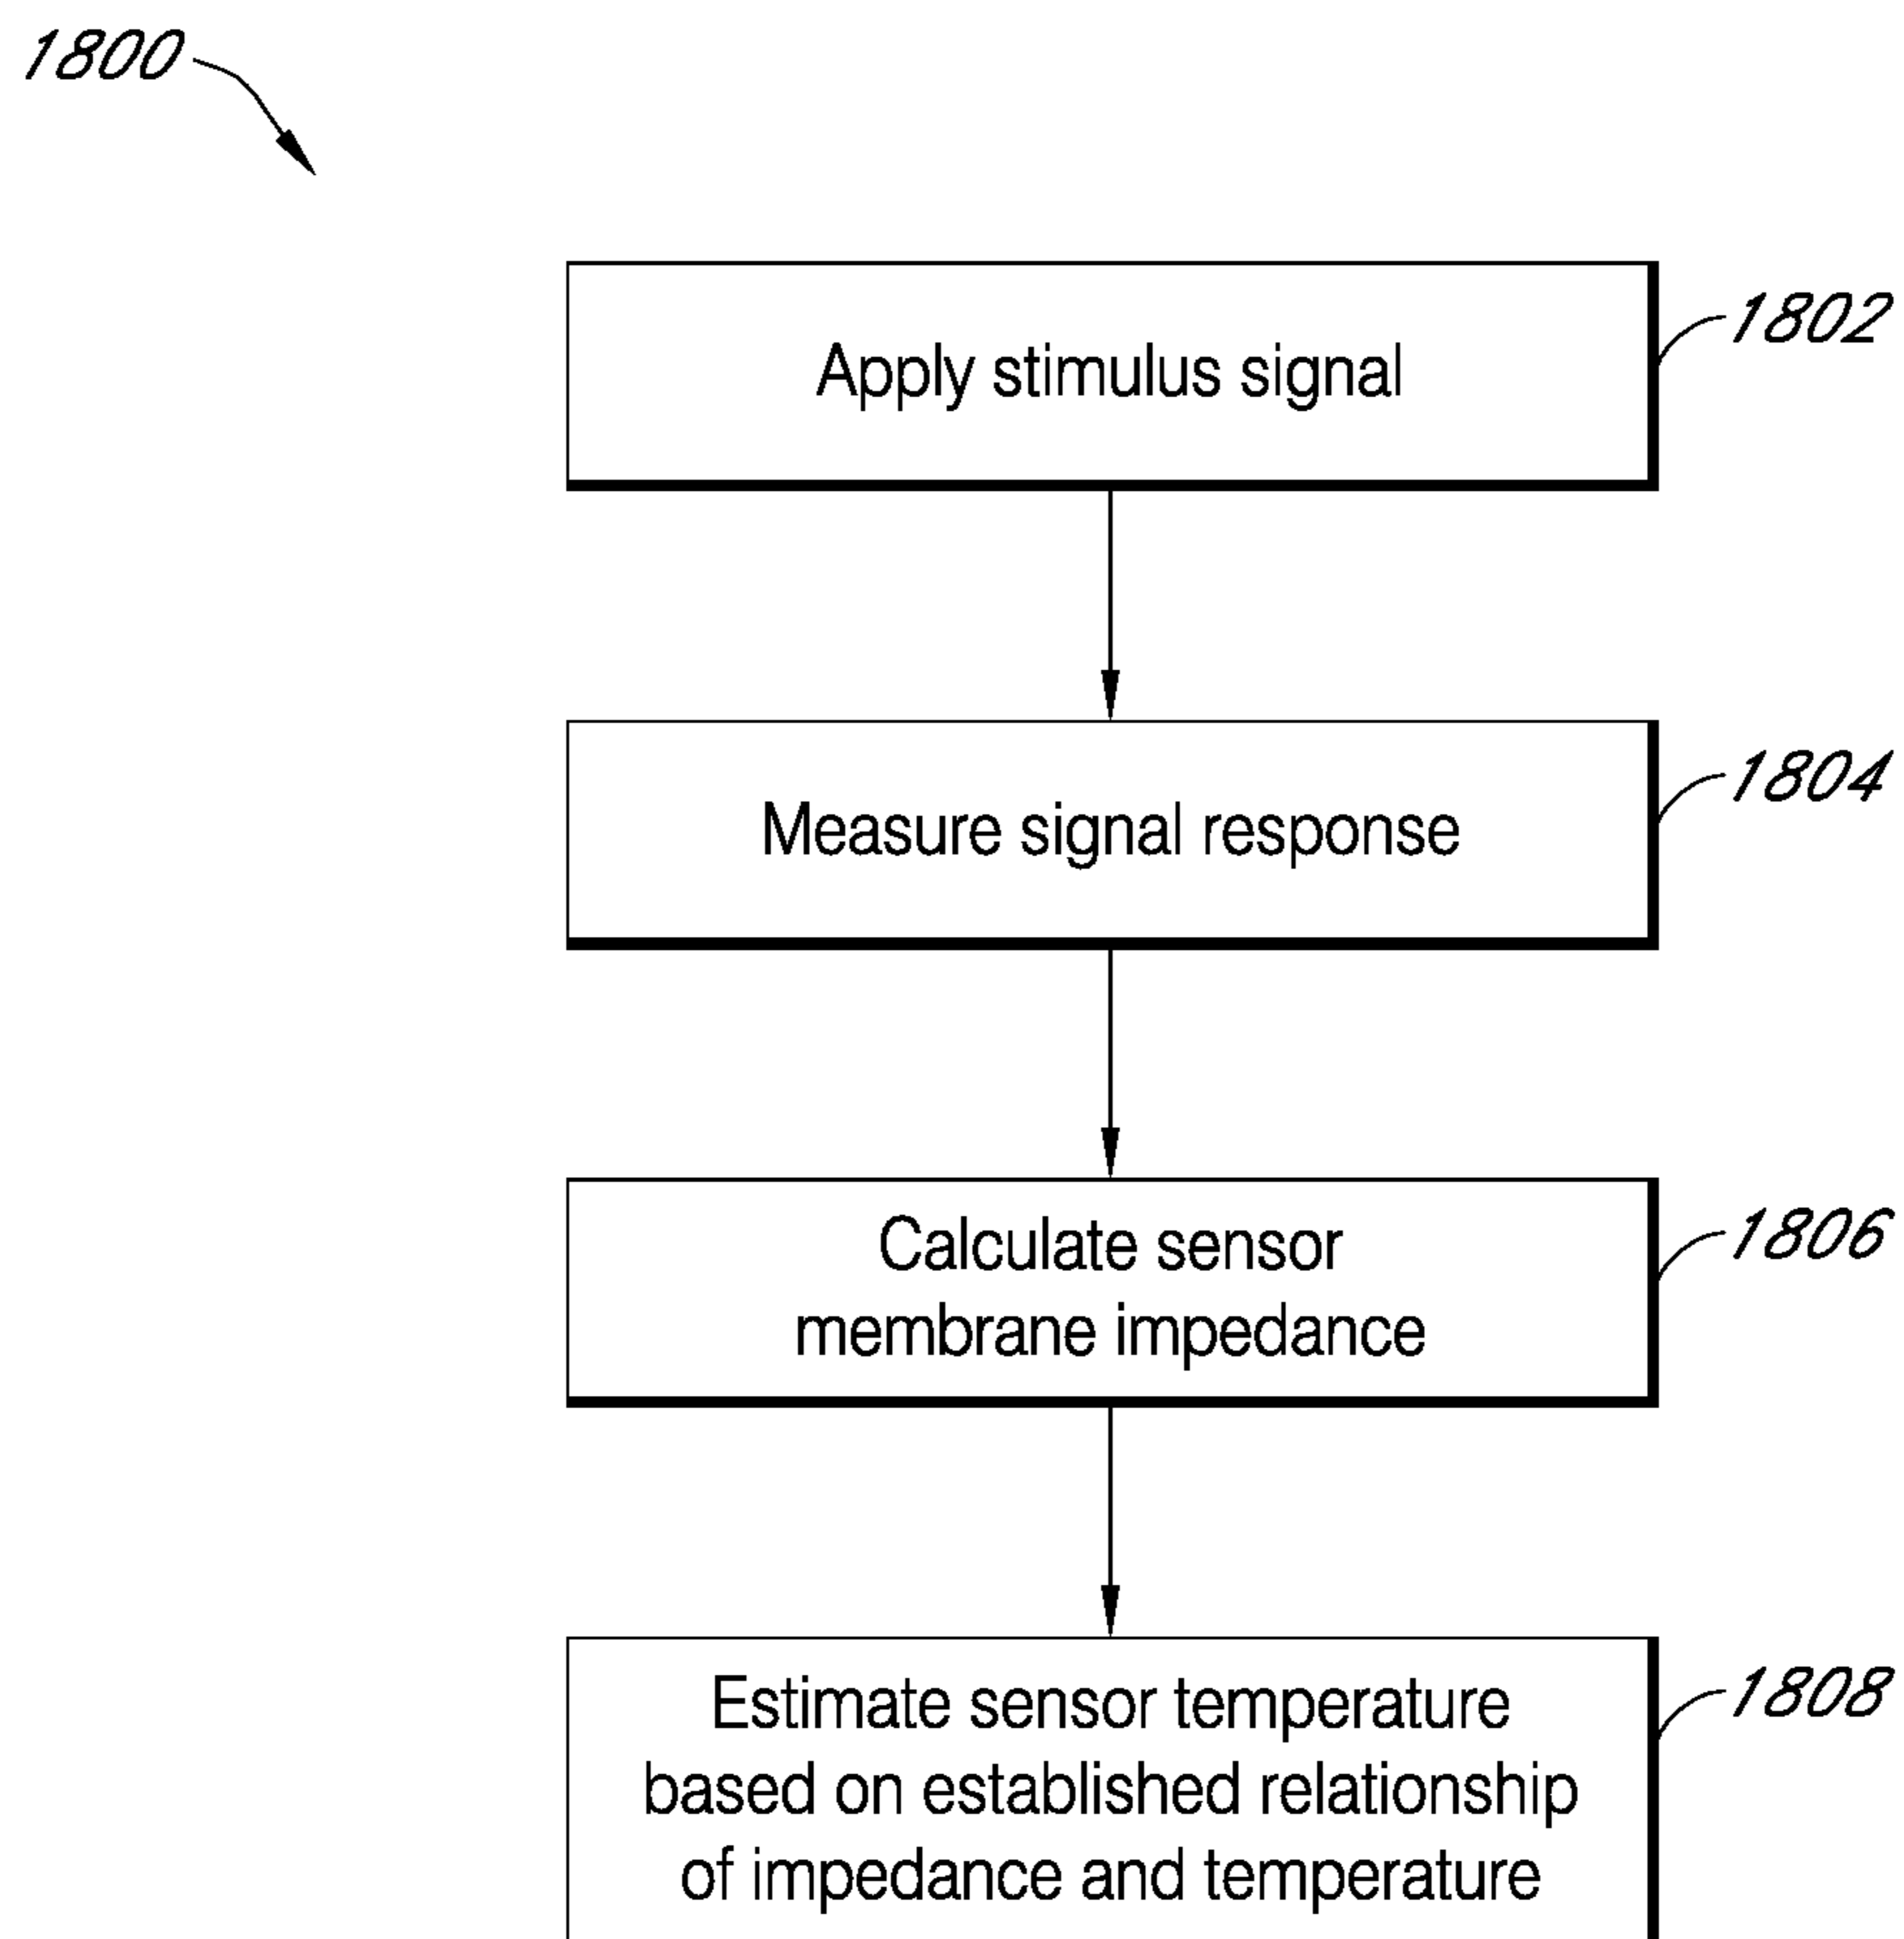 1800
Apply stimulus signal
1802
Measure signal response
1804
Calculate sensor
membrane impedance
1806
Estimate sensor temperature
based on established relationship
of impedance and temperature
1808